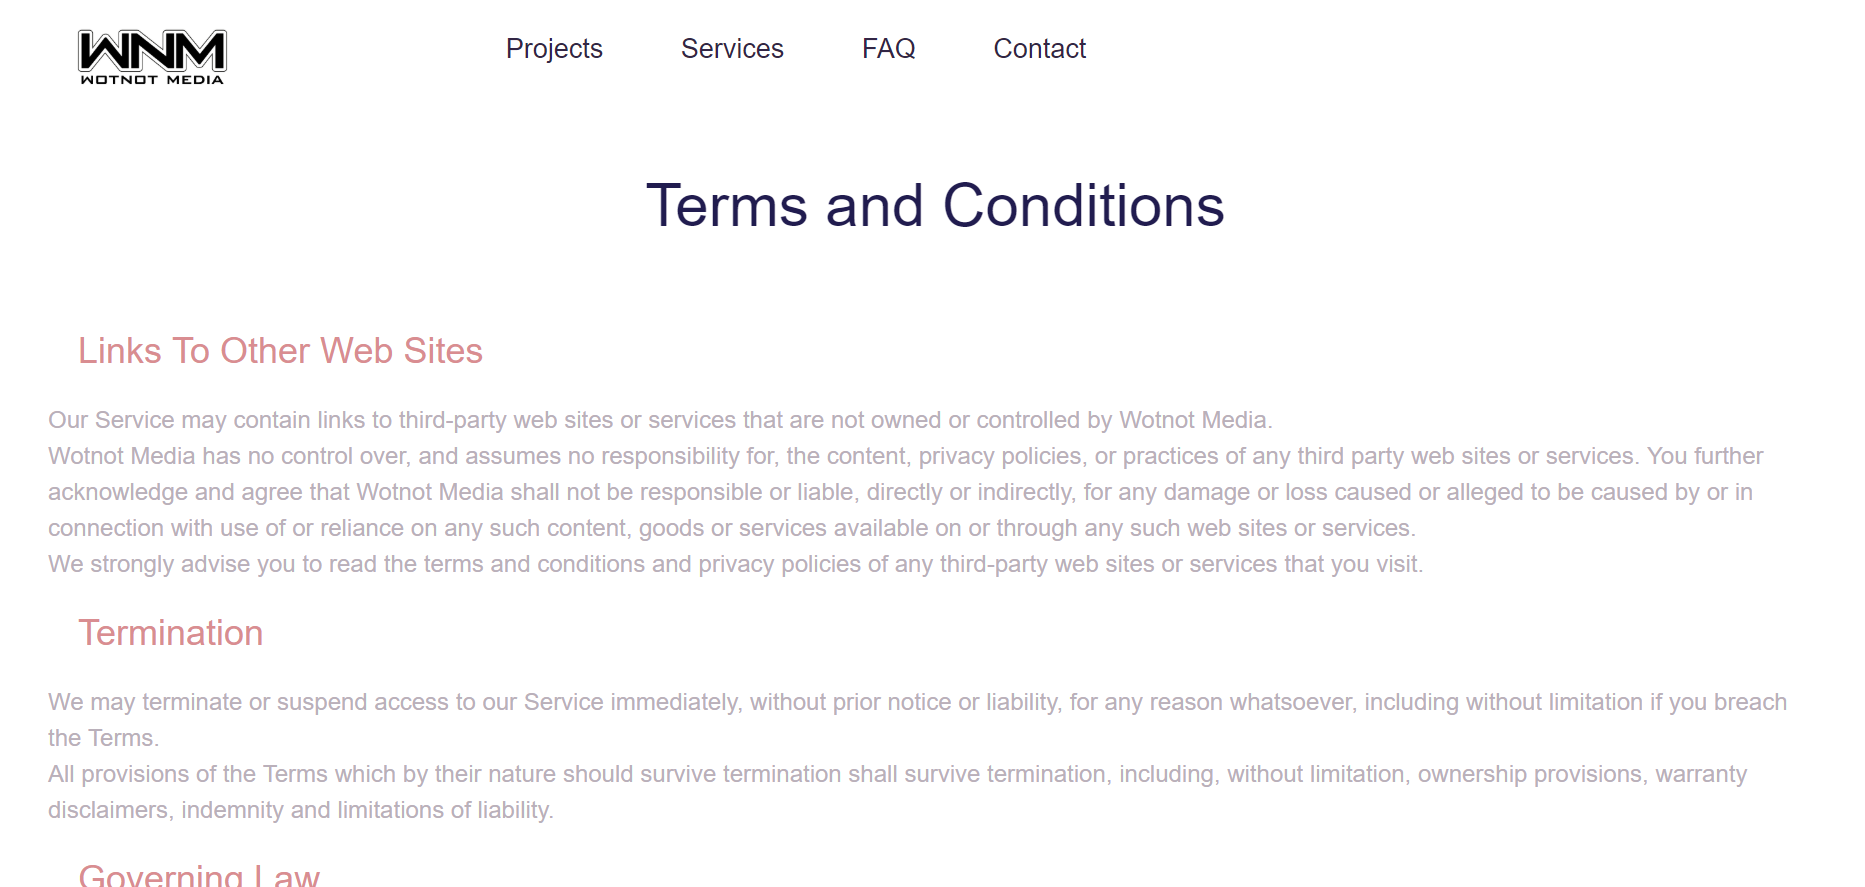 WNM
WOTNOT MEDIA
Projects
Services
FAQ
Contact
Terms and Conditions
Links To Other Web Sites
Our Service may contain links to third-party web sites or services that are not owned or controlled by Wotnot Media.
Wotnot Media has no control over, and assumes no responsibility for, the content, privacy policies, or practices of any third party web sites or services. You further
acknowledge and agree that Wotnot Media shall not be responsible or liable, directly or indirectly, for any damage or loss caused or alleged to be caused by or in
connection with use of or reliance on any such content, goods or services available on or through any such web sites or services.
We strongly advise you to read the terms and conditions and privacy policies of any third-party web sites or services that you visit.
Termination
We may terminate or suspend access to our Service immediately, without prior notice or liability, for any reason whatsoever, including without limitation if you breach
the Terms.
All provisions of the Terms which by their nature should survive termination shall survive termination, including, without limitation, ownership provisions, warranty
disclaimers, indemnity and limitations of liability.
Governing Law